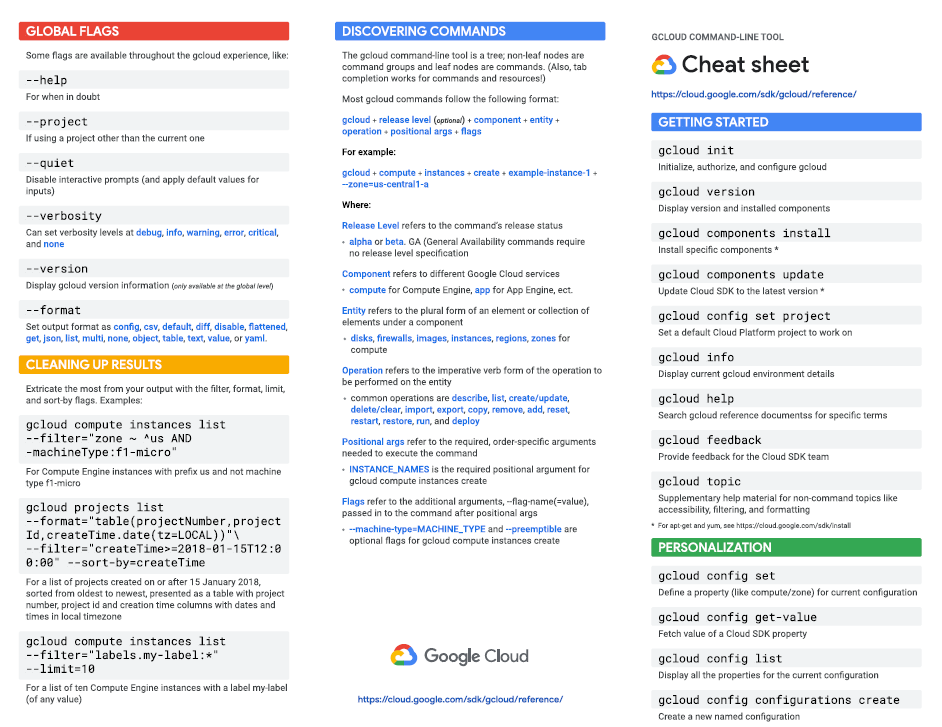 GLOBAL FLAGS
Some flags are available throughout the gcloud experience, like:
--help
For when in doubt
--project
If using a project other than the current one
--quiet
Disable interactive prompts (and apply default values for
inputs)
--verbosity
Can set verbosity levels at debug, info, warning, error, critical,
and none
--version
Display gcloud version information (only available at the global level)
--format
Set output format as config, csv, default, diff, disable, flattened,
get, json, list, multi, none, object, table, text, value, or yaml.
CLEANING UP RESULTS
Extricate the most from your output with the filter, format, limit,
and sort-by flags. Examples:
gcloud compute instances list
--filter="zone ~ ^us AND
-machineType:f1-micro"
For Compute Engine instances with prefix us and not machine
type f1-micro
gcloud projects list
--format="table(projectNumber,project
Id,createTime.date(tz=LOCAL))"\
--filter="createTime>=2018-01-15T12:0
0:00" --sort-by=createTime
For a list of projects created on or after 15 January 2018,
sorted from oldest to newest, presented as a table with project
number, project id and creation time columns with dates and
times in local timezone
gcloud compute instances list
--filter="labels.my-label:*"
--limit=10
For a list of ten Compute Engine instances with a label my-label
(of any value)
DISCOVERING COMMANDS
The gcloud command-line tool is a tree; non-leaf nodes are
command groups and leaf nodes are commands. (Also, tab
completion works for commands and resources!)
Most gcloud commands follow the following format:
gcloud + release level (optional) + component + entity +
operation + positional args + flags
For example:
gcloud + compute + instances + create + example-instance-1 +
--zone=us-central1-a
Where:
Release Level refers to the command's release status
• alpha or beta. GA (General Availability commands require
no release level specification
Component refers to different Google Cloud services
• compute for Compute Engine, app for App Engine, ect.
Entity refers to the plural form of an element or collection of
elements under a component
• disks, firewalls, images, instances, regions, zones for
compute
Operation refers to the imperative verb form of the operation to
be performed on the entity
• common operations are describe, list, create/update,
delete/clear, import, export, copy, remove, add, reset,
restart, restore, run, and deploy
Positional args refer to the required, order-specific arguments
needed to execute the command
• INSTANCE_NAMES is the required positional argument for
gcloud compute instances create
Flags refer to the additional arguments, --flag-name(=value),
passed in to the command after positional args
• --machine-type=MACHINE_TYPE and --preemptible are
optional flags for gcloud compute instances create
Google Cloud
https://cloud.google.com/sdk/gcloud/reference/
GCLOUD COMMAND-LINE TOOL
Cheat sheet
https://cloud.google.com/sdk/gcloud/reference/
GETTING STARTED
gcloud init
Initialize, authorize, and configure gcloud
gcloud version
Display version and installed components
gcloud components install
Install specific components *
gcloud components update
Update Cloud SDK to the latest version *
gcloud config set project
Set a default Cloud Platform project to work on
gcloud info
Display current gcloud environment details
gcloud help
Search gcloud reference documentss for specific terms
gcloud feedback
Provide feedback for the Cloud SDK team
gcloud topic
Supplementary help material for non-command topics like
accessibility, filtering, and formatting
* For apt-get and yum, see https://cloud.google.com/sdk/install
PERSONALIZATION
gcloud config set
Define a property (like compute/zone) for current configuration
gcloud config get-value
Fetch value of a Cloud SDK property
gcloud config list
Display all the properties for the current configuration
gcloud config configurations create
Create a new named configuration